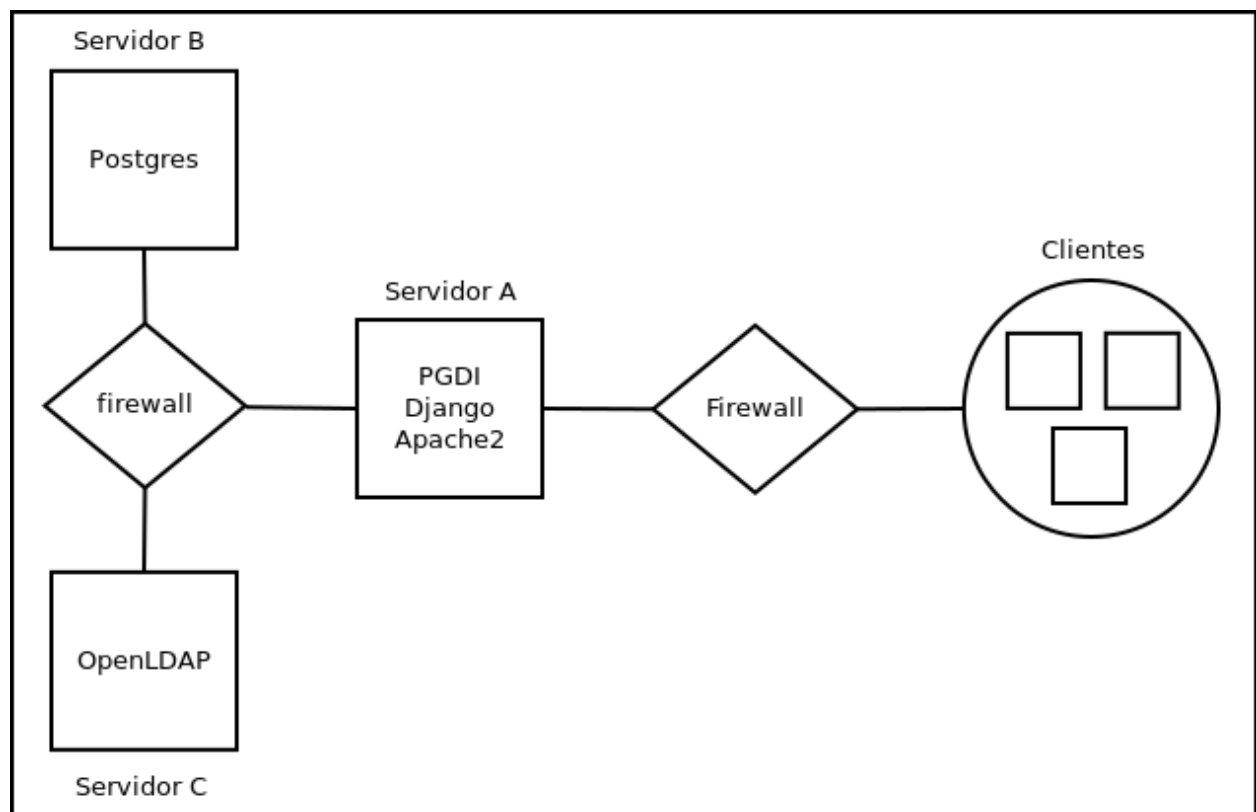 Servidor B
Postgres
firewall
Servidor A
PGDI
Django
Apache2
Firewall
Clientes
OpenLDAP
Servidor C